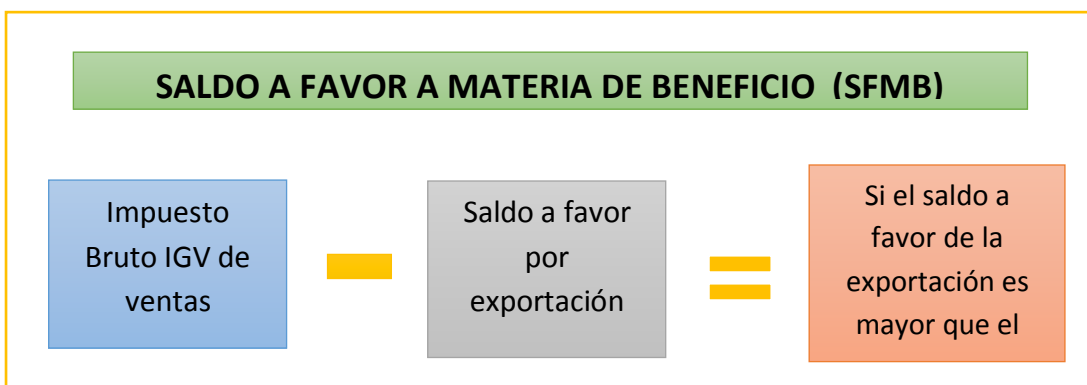 SALDO A FAVOR A MATERIA DE BENEFICIO (SFMB)
Impuesto
Bruto IGV de
ventas
Saldo a favor
por
exportación
Si el saldo a
favor de la
exportación es
mayor que el